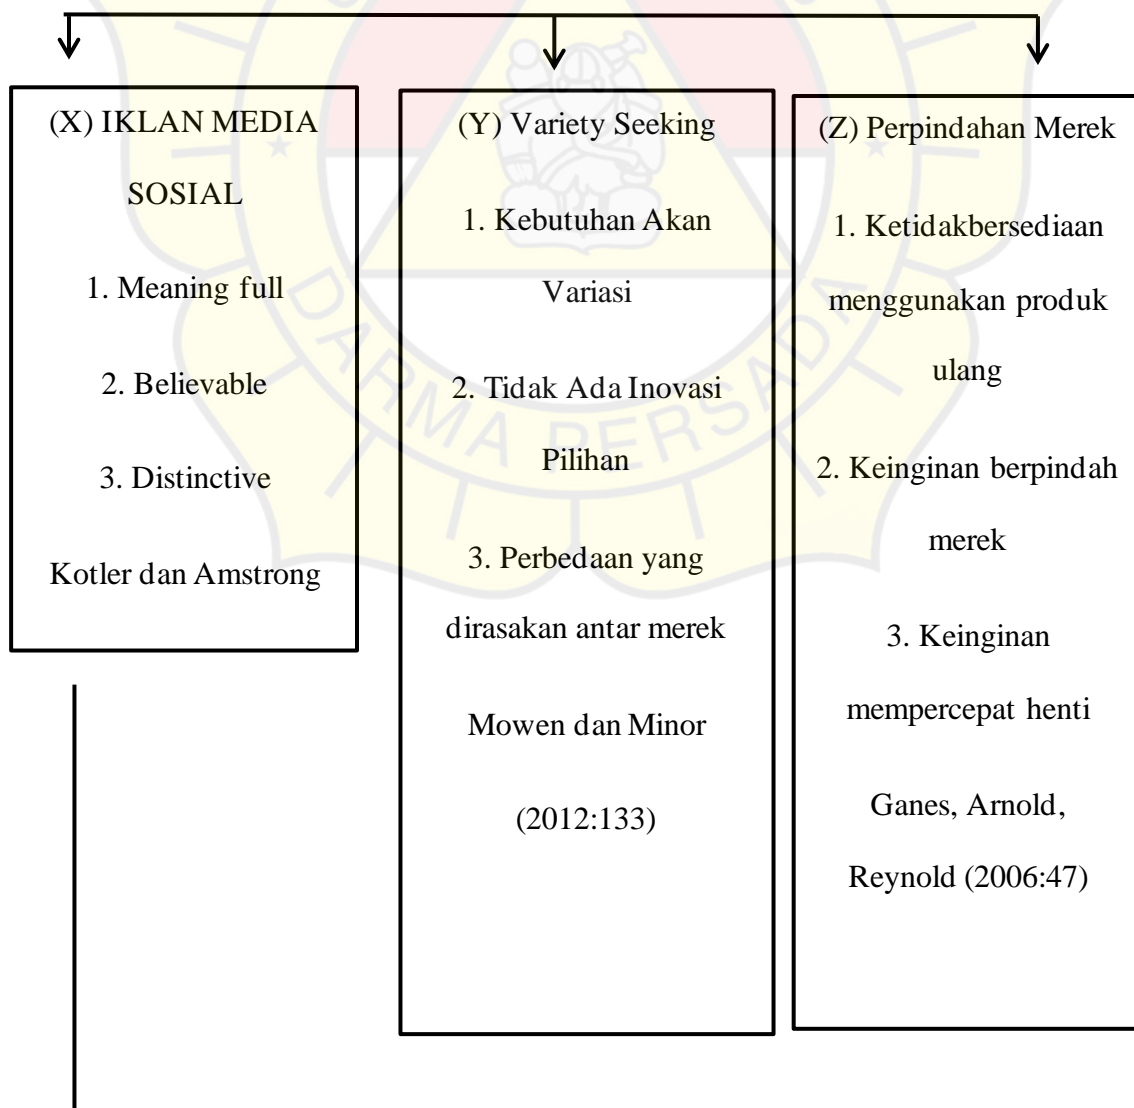 (X) IKLAN MEDIA
SOSIAL
1. Meaning full
2. Believable
3. Distinctive
Kotler dan Amstrong
(Y) Variety Seeking
1. Kebutuhan Akan
Variasi
2. Tidak Ada Inovasi
Pilihan
3. Perbedaan yang
dirasakan antar merek
Mowen dan Minor
(2012:133)
(Z) Perpindahan Merek
1. Ketidakbersediaan
menggunakan produk
ulang
2. Keinginan berpindah
merek
3. Keinginan
mempercepat henti
Ganes, Arnold,
Reynold (2006:47)
DARMA PERSADA